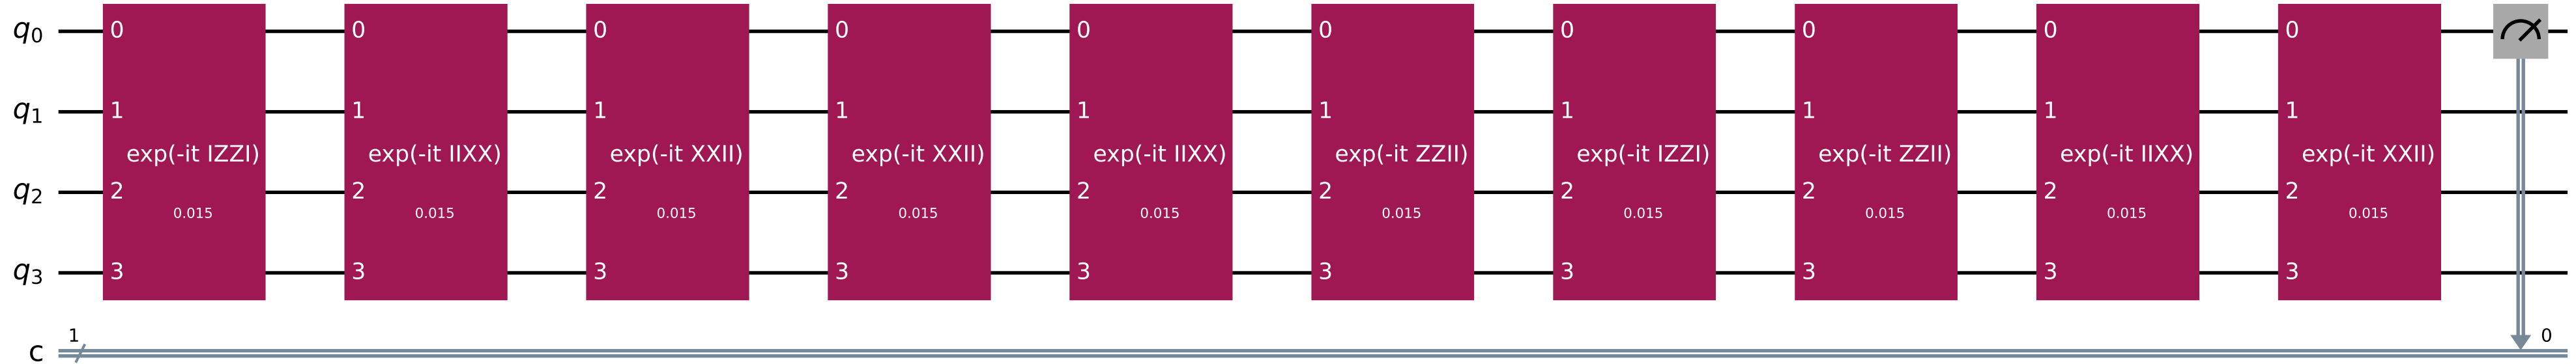 q0 0 0 0 0 0 0 0 0 0 0
q1 1 1 1 1 1 1 1 1 1 1
exp(-it IZZI) exp(-it IIXX) exp(-it XXII) exp(-it XXII) exp(-it IIXX) exp(-it ZZII) exp(-it IZZI) exp(-it ZZII) exp(-it IIXX) exp(-it XXII)
q2 2 2 2 2 2 2 2 2 2 2
0.015 0.015 0.015 0.015 0.015 0.015 0.015 0.015 0.015 0.015
q3 3 3 3 3 3 3 3 3 3 3
1 0
c